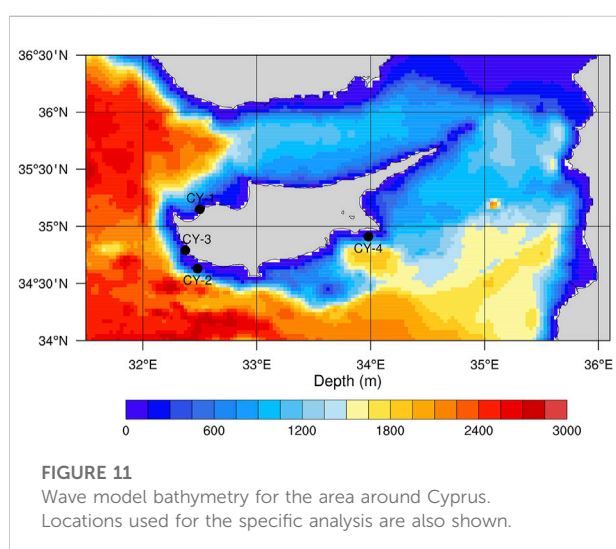 36°30'N
36°N
35°30'N
35°N
34°30'N
34°N
CY-1
CY-3
CY-2
CY-4
32°E 33°E 34°E 35°E 36°E
Depth (m)
0 600 1200 1800 2400 3000
FIGURE 11
Wave model bathymetry for the area around Cyprus.
Locations used for the specific analysis are also shown.